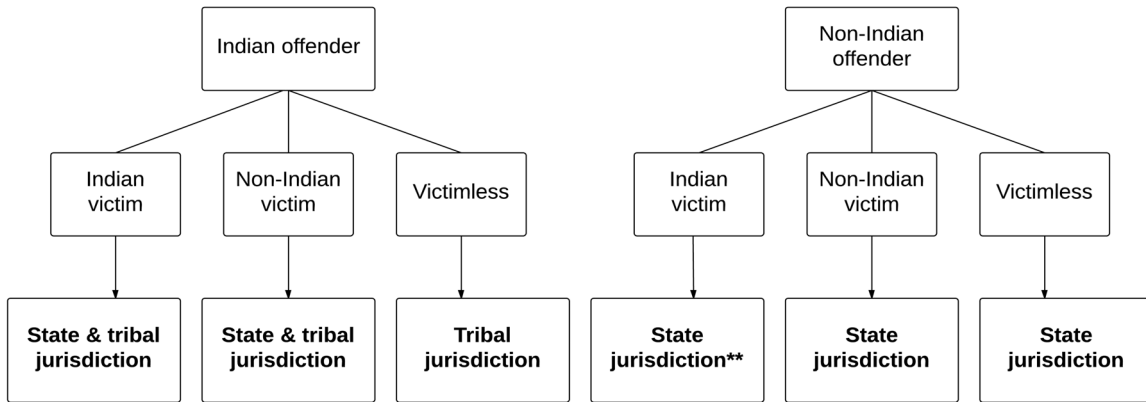 Indian offender
Non-Indian
offender
Indian
victim
Non-Indian
victim
Victimless
Indian
victim
Non-Indian
victim
Victimless
State & tribal
jurisdiction
State & tribal
jurisdiction
Tribal
jurisdiction
State
jurisdiction**
State
jurisdiction
State
jurisdiction